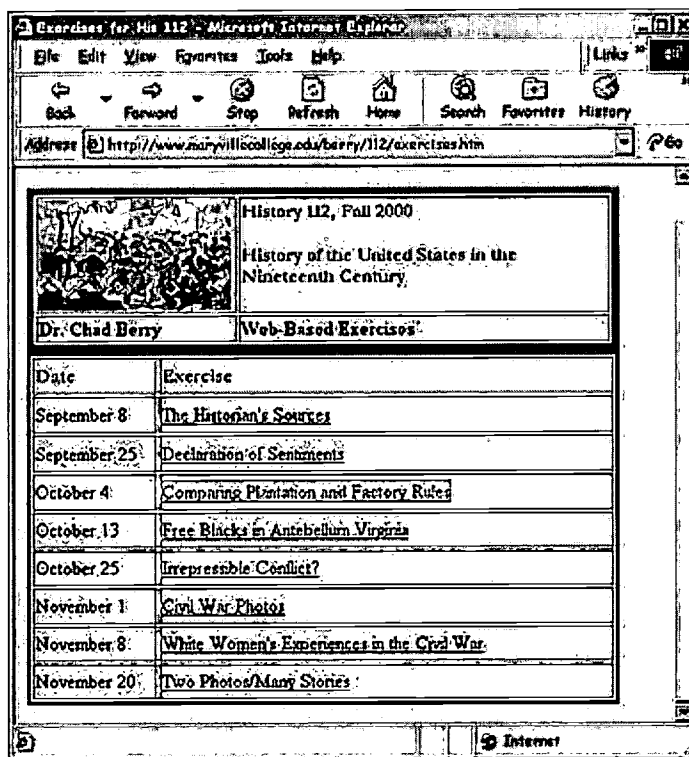 Exercises for His 112 - Microsoft Internet Explorer
File Edit View Favorites Tools Help Links »
Back Forward Stop Refresh Home Search Favorites History »
Address http://www.maryvillecollege.edu/berry/112/exercises.htm Go
History 112, Fall 2000
History of the United States in the
Nineteenth Century
Dr. Chad Berry Web-Based Exercises
Date Exercise
September 8 The Historian's Sources
September 25 Declaration of Sentiments
October 4 Comparing Plantation and Factory Rules
October 13 Free Blacks in Antebellum Virginia
October 25 Irrepressible Conflict?
November 1 Civil War Photos
November 8 White Women's Experiences in the Civil War
November 20 Two Photos/Many Stories
Internet